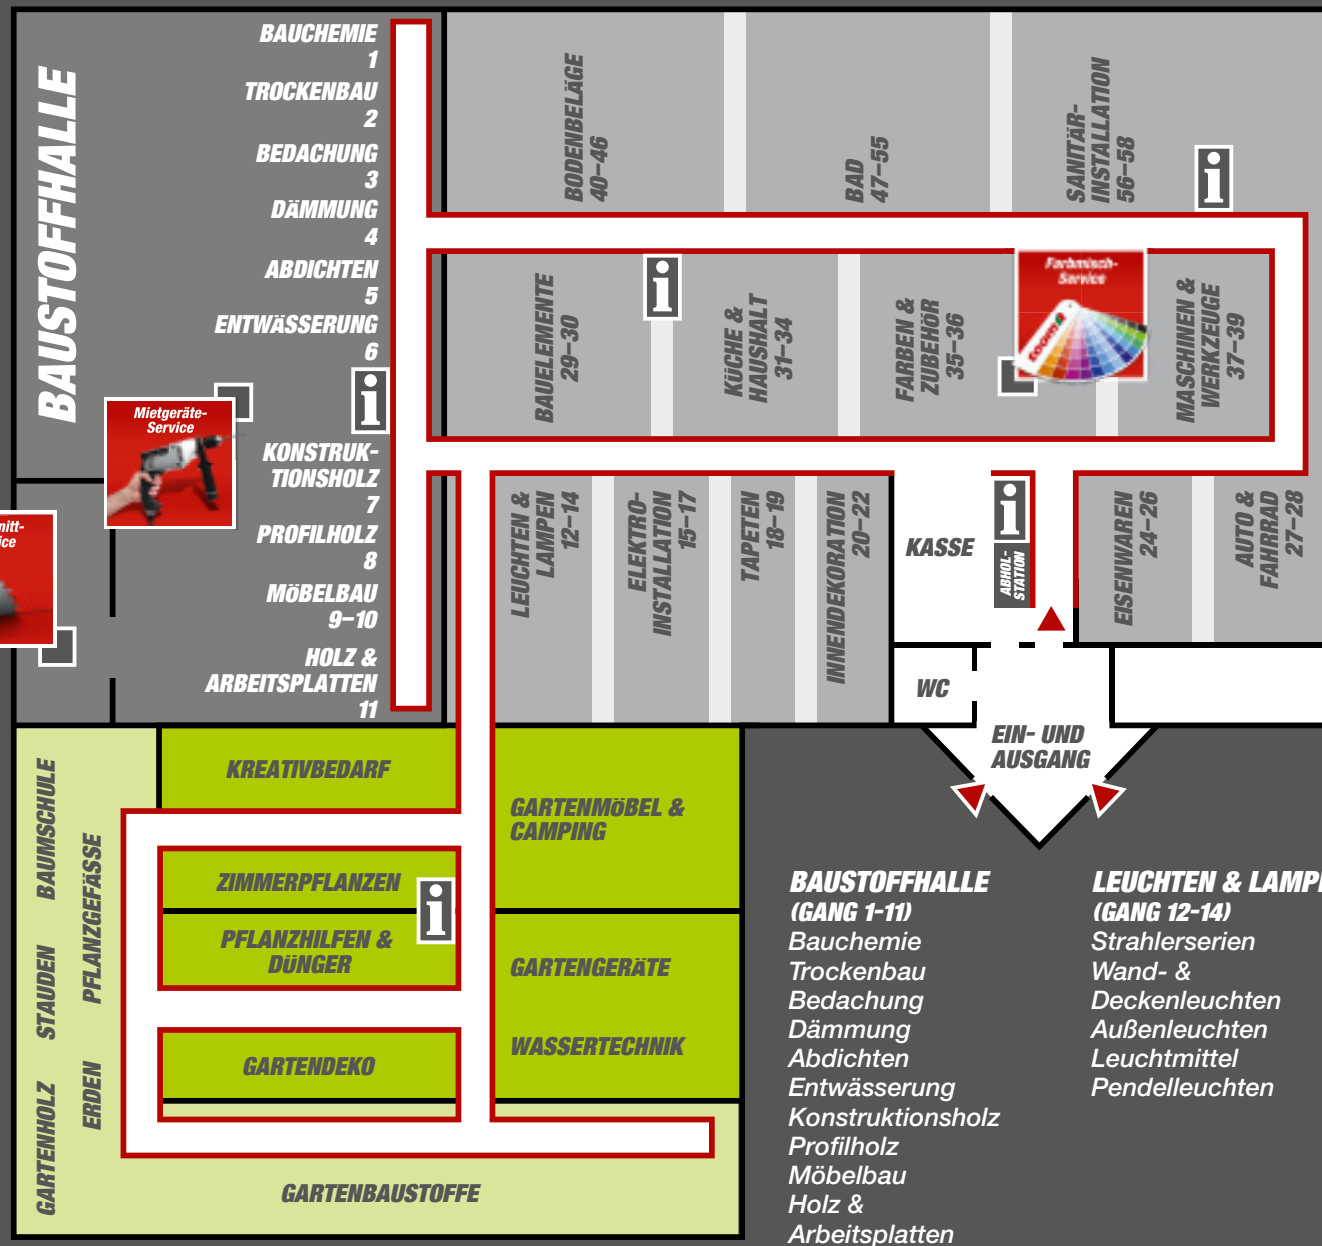 BAUSTOFFHALLE
BAUCHEMIE
1
TROCKENBAU
2
BEDACHUNG
3
DÄMMUNG
4
ABDICHTEN
5
ENTWÄSSERUNG
6
i
Mietgeräte-
Service
KONSTRUK-
TIONSHOLZ
7
PROFILHOLZ
8
MÖBELBAU
9–10
HOLZ &
ARBEITSPLATTEN
11
BODENBELÄGE
40–46
BAD
47–55
SANITÄR-
INSTALLATION
56–58
i
BAUELEMENTE
29–30
i
KÜCHE &
HAUSHALT
31–34
FARBEN &
ZUBEHÖR
35–36
Farbmisch-
Service
toom
MASCHINEN &
WERKZEUGE
37–39
LEUCHTEN &
LAMPEN
12–14
ELEKTRO-
INSTALLATION
15–17
TAPETEN
18–19
INNENDEKORATION
20–22
KASSE
i
ABHOL-
STATION
EISENWAREN
24–26
AUTO &
FAHRRAD
27–28
WC
EIN- UND
AUSGANG
KREATIVBEDARF
ZIMMERPFLANZEN
i
PFLANZHILFEN &
DÜNGER
GARTENDEKO
GARTENMÖBEL &
CAMPING
GARTENGERÄTE
WASSERTECHNIK
BAUMSCHULE
PFLANZGEFÄSSE
STAUDEN
ERDEN
GARTENHOLZ
GARTENBAUSTOFFE
BAUSTOFFHALLE
(GANG 1-11)
Bauchemie
Trockenbau
Bedachung
Dämmung
Abdichten
Entwässerung
Konstruktionsholz
Profilholz
Möbelbau
Holz &
Arbeitsplatten
LEUCHTEN & LAMP
(GANG 12-14)
Strahlerserien
Wand- &
Deckenleuchten
Außenleuchten
Leuchtmittel
Pendelleuchten